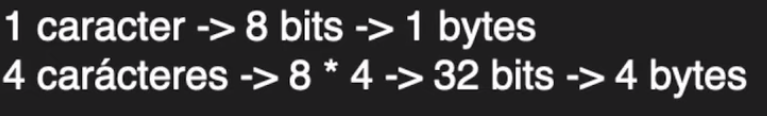 1 caracter -> 8 bits -> 1 bytes
4 carácteres -> 8 * 4 -> 32 bits -> 4 bytes